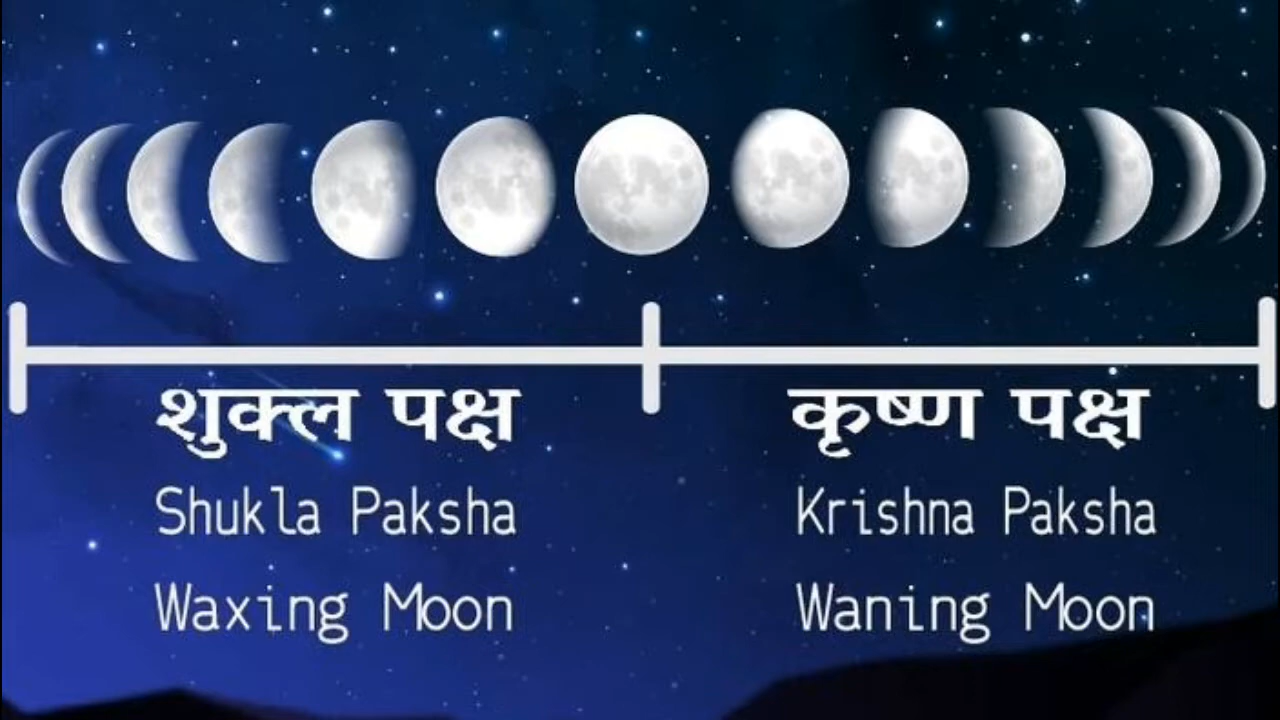 शुक्ल पक्ष
Shukla Paksha
Waxing Moon
कृष्ण पक्ष
Krishna Paksha
Waning Moon